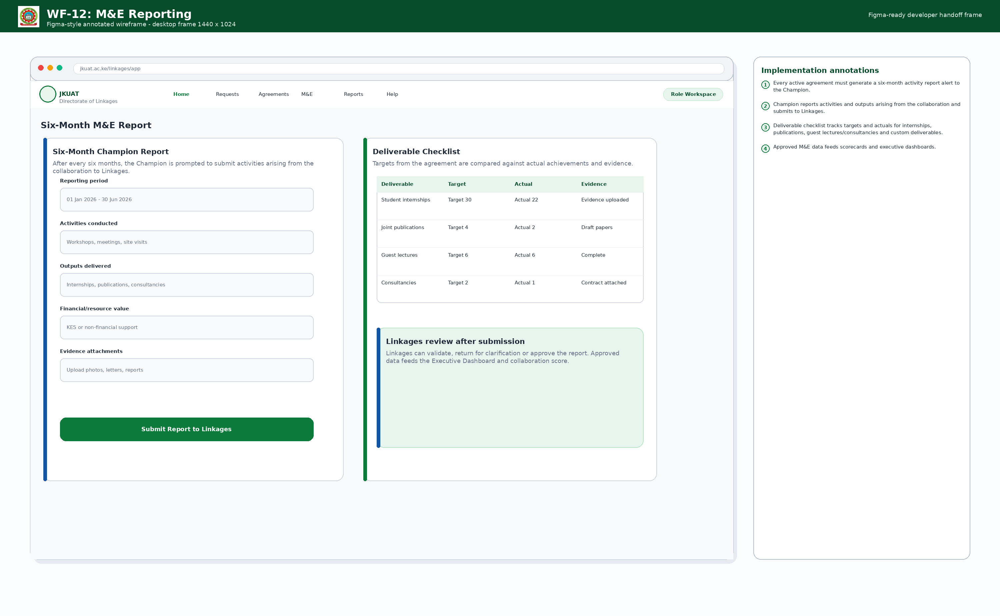 WF-12: M&E Reporting
Figma-style annotated wireframe - desktop frame 1440 x 1024
Figma-ready developer handoff frame
jkuat.ac.ke/linkages/app
JKUAT
Directorate of Linkages
Home
Requests
Agreements
M&E
Reports
Help
Role Workspace
Six-Month M&E Report
Six-Month Champion Report
After every six months, the Champion is prompted to submit activities arising from the
collaboration to Linkages.
Reporting period
01 Jan 2026 - 30 Jun 2026
Activities conducted
Workshops, meetings, site visits
Outputs delivered
Internships, publications, consultancies
Financial/resource value
KES or non-financial support
Evidence attachments
Upload photos, letters, reports
Submit Report to Linkages
Deliverable Checklist
Targets from the agreement are compared against actual achievements and evidence.
Deliverable Target Actual Evidence
Student internships Target 30 Actual 22 Evidence uploaded
Joint publications Target 4 Actual 2 Draft papers
Guest lectures Target 6 Actual 6 Complete
Consultancies Target 2 Actual 1 Contract attached
Linkages review after submission
Linkages can validate, return for clarification or approve the report. Approved
data feeds the Executive Dashboard and collaboration score.
Implementation annotations
1 Every active agreement must generate a six-month activity report alert to
the Champion.
2 Champion reports activities and outputs arising from the collaboration and
submits to Linkages.
3 Deliverable checklist tracks targets and actuals for internships,
publications, guest lectures/consultancies and custom deliverables.
4 Approved M&E data feeds scorecards and executive dashboards.